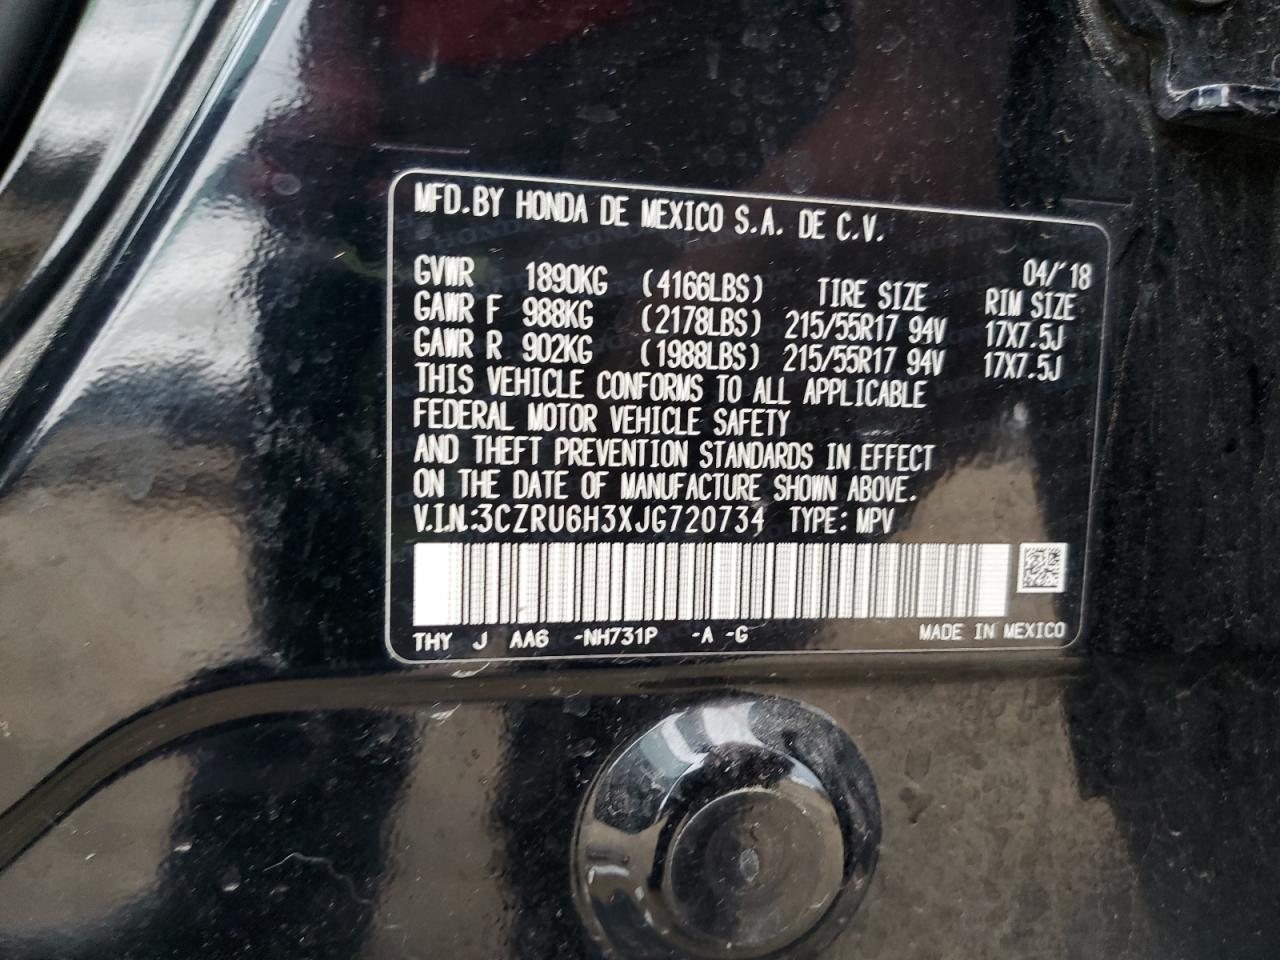 MFD.BY HONDA DE MEXICO S.A. DE C.V.
04/'18
GVWR 1890KG (4166LBS) TIRE SIZE RIM SIZE
GAWR F 988KG (2178LBS) 215/55R17 94V 17X7.5J
GAWR R 902KG (1988LBS) 215/55R17 94V 17X7.5J
THIS VEHICLE CONFORMS TO ALL APPLICABLE
FEDERAL MOTOR VEHICLE SAFETY
AND THEFT PREVENTION STANDARDS IN EFFECT
ON THE DATE OF MANUFACTURE SHOWN ABOVE.
V.I.N.:3CZRU6H3XJG720734 TYPE: MPV
THY J AA6 -NH731P -A -G MADE IN MEXICO